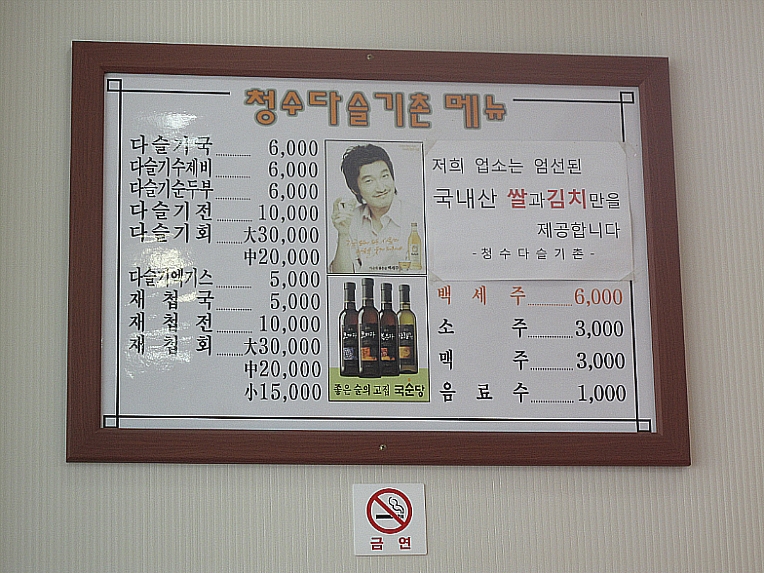 청수다슬기촌 메뉴
다슬기국 6,000
다슬기수제비 6,000
다슬기순두부 6,000
다슬기전 10,000
다슬기회 大30,000
中20,000
다슬기엑기스 5,000
재첩국 5,000
재첩전 10,000
재첩회 大30,000
中20,000
小15,000
좋은 술의 고집 국순당
저희 업소는 엄선된
국내산 쌀과김치만을
제공합니다
-청수다슬기촌-
백세주 6,000
소주 3,000
맥주 3,000
음료수 1,000
금연